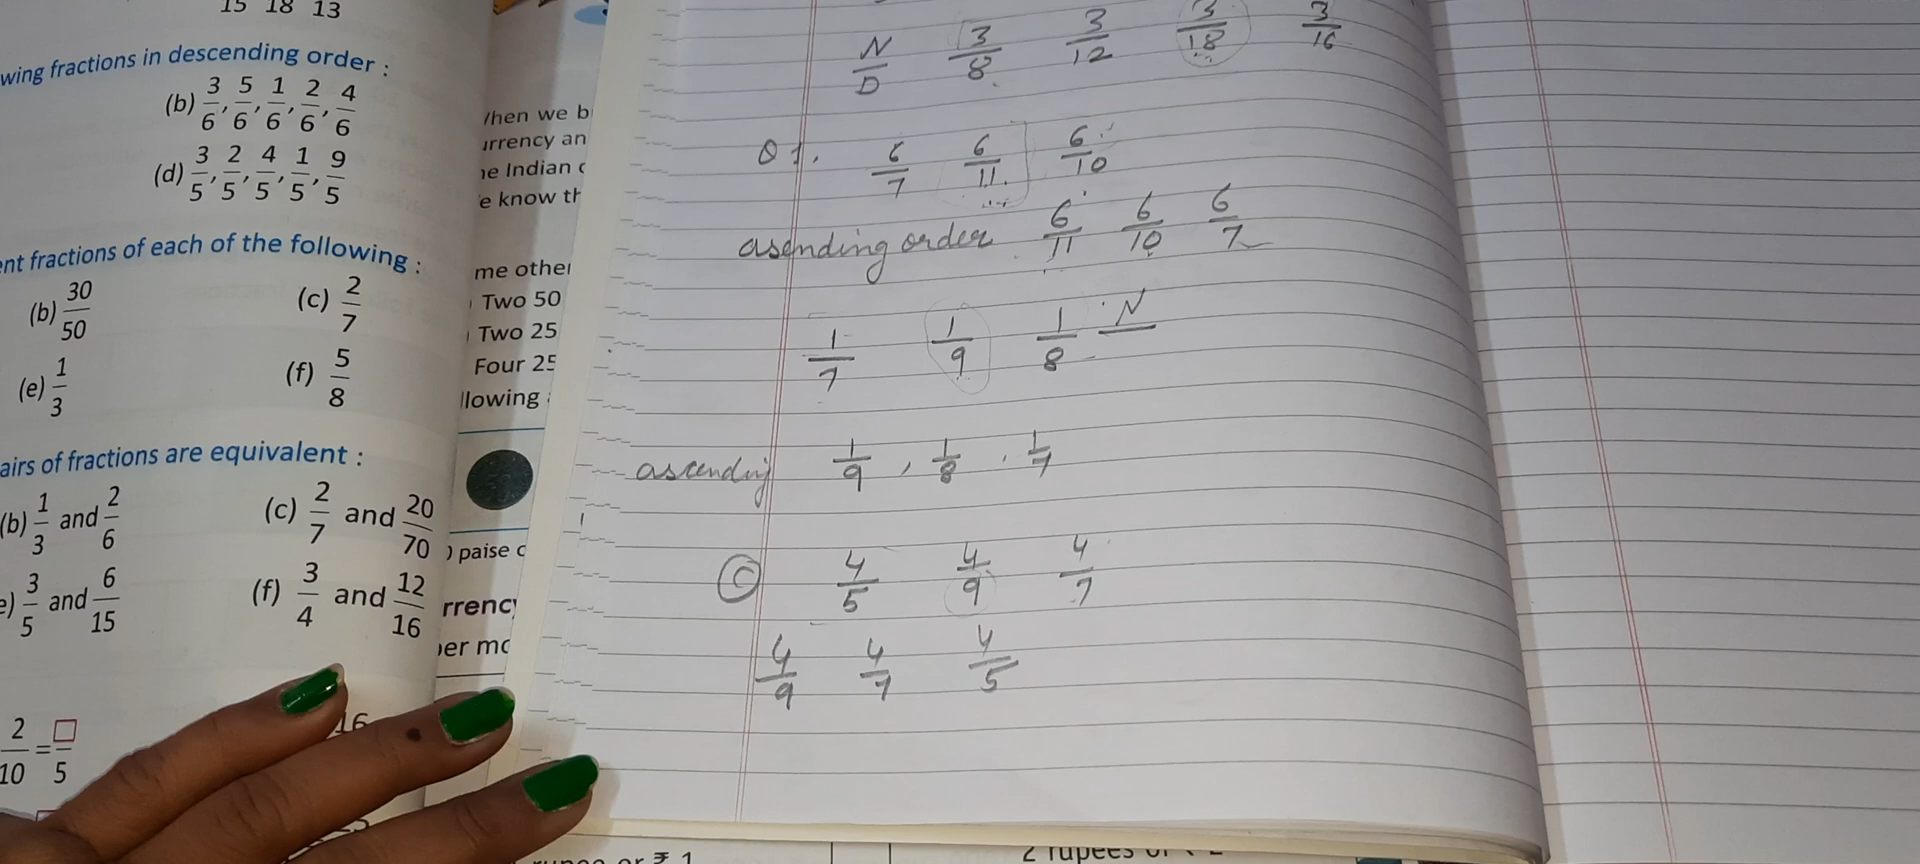 15 18 13
wing fractions in descending order :
(b) 3/6, 5/6, 1/6, 2/6, 4/6
(d) 3/5, 2/5, 4/5, 1/5, 9/5
ent fractions of each of the following :
(b) 30/50 (c) 2/7
(e) 1/3 (f) 5/8
airs of fractions are equivalent :
(b) 1/3 and 2/6 (c) 2/7 and 20/70
e) 3/5 and 6/15 (f) 3/4 and 12/16
2/10 = □/5
16
hen we b
urrency an
ne Indian
e know th
me other
Two 50
Two 25
Four 25
llowing
paise
rrency
er mo
N/D 3/8 3/12 3/18 3/16
Q1. 6/7 6/11 6/10
asending order 6/11 6/10 6/7
1/7 1/9 1/8 N
ascending 1/9, 1/8, 1/7
C 4/5 4/9 4/7
4/9 4/7 4/5
or ₹ 1
2 rupees